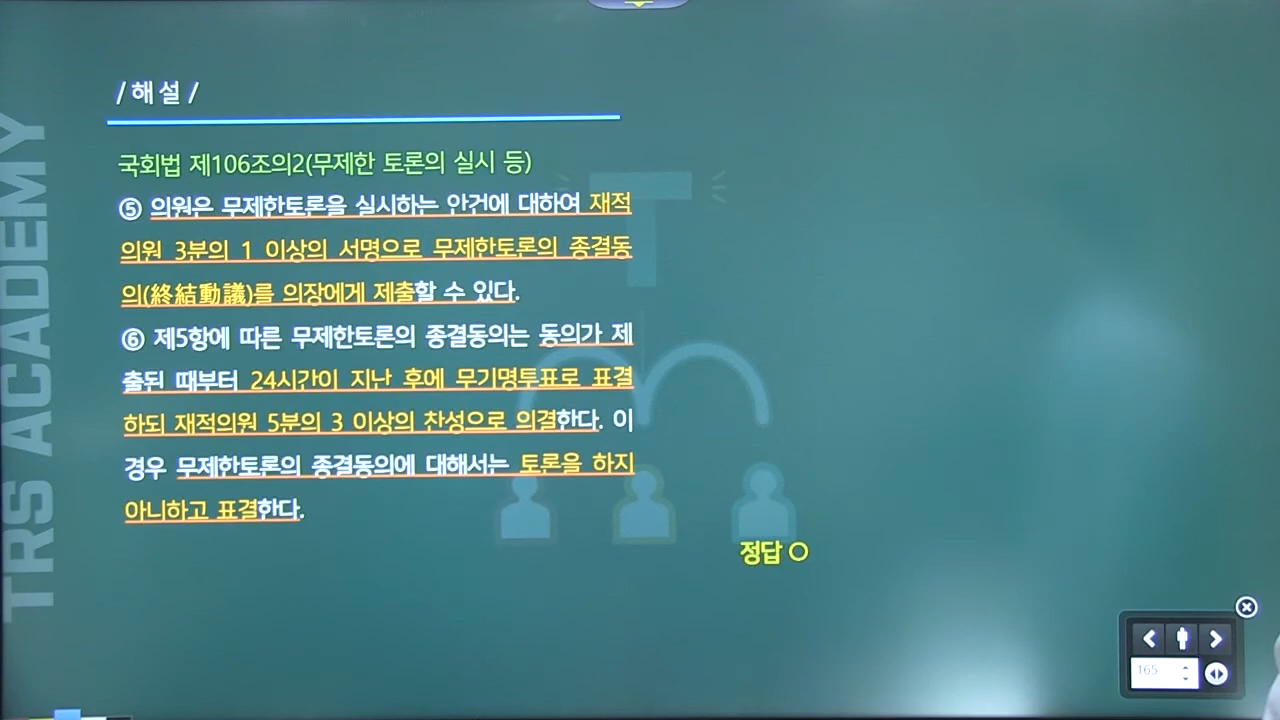 / 해 설 /
국회법 제106조의2(무제한 토론의 실시 등)
⑤ 의원은 무제한토론을 실시하는 안건에 대하여 재적
의원 3분의 1 이상의 서명으로 무제한토론의 종결동
의(終結動議)를 의장에게 제출할 수 있다.
⑥ 제5항에 따른 무제한토론의 종결동의는 동의가 제
출된 때부터 24시간이 지난 후에 무기명투표로 표결
하되 재적의원 5분의 3 이상의 찬성으로 의결한다. 이
경우 무제한토론의 종결동의에 대해서는 토론을 하지
아니하고 표결한다.
정답 O
TRS ACADEMY
165